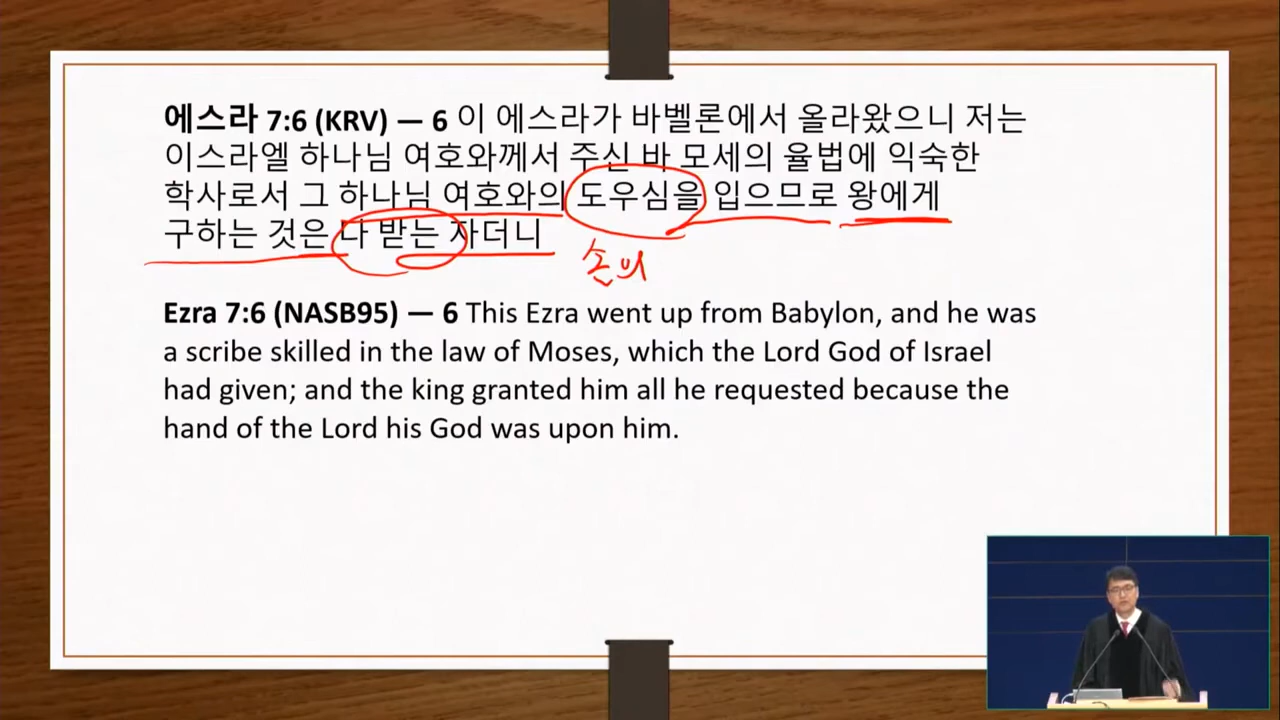 에스라 7:6 (KRV) — 6 이 에스라가 바벨론에서 올라왔으니 저는
이스라엘 하나님 여호와께서 주신 바 모세의 율법에 익숙한
학사로서 그 하나님 여호와의 도우심을 입으므로 왕에게
구하는 것은 다 받는 자더니
손의
Ezra 7:6 (NASB95) — 6 This Ezra went up from Babylon, and he was
a scribe skilled in the law of Moses, which the Lord God of Israel
had given; and the king granted him all he requested because the
hand of the Lord his God was upon him.